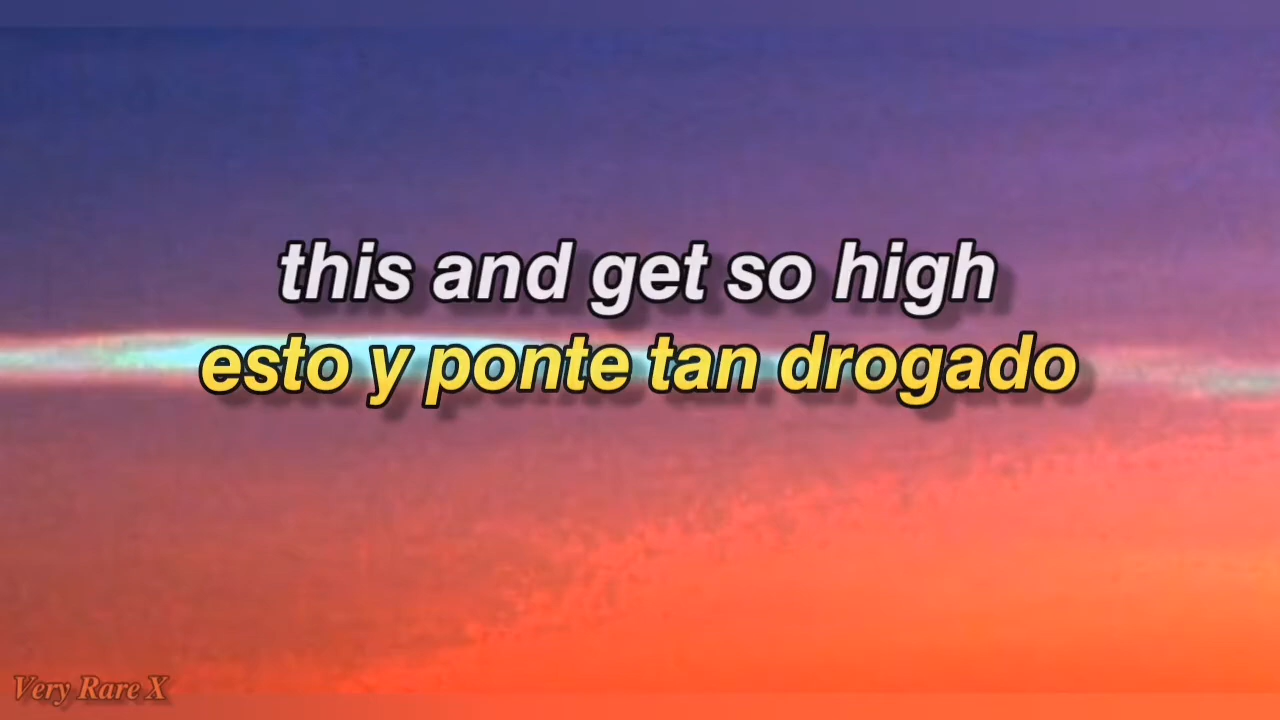 this and get so high
esto y ponte tan drogado
Very Rare X